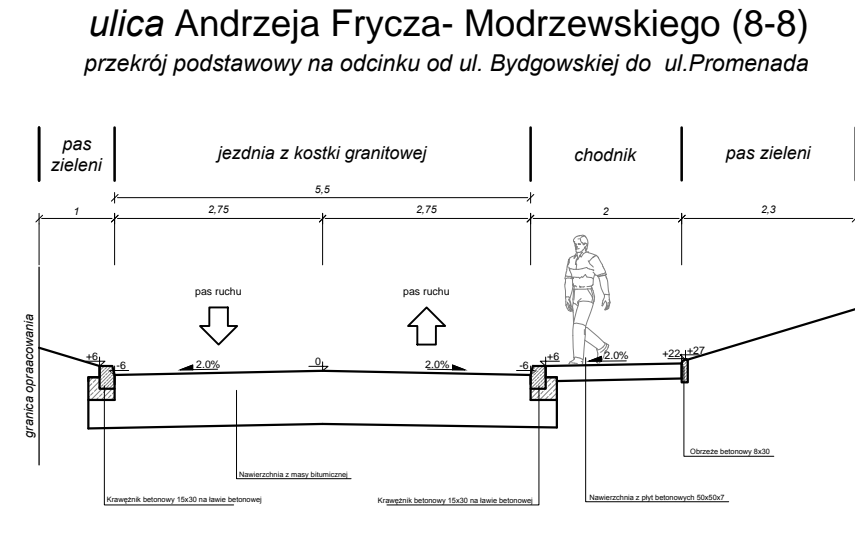 ulica Andrzeja Frycza- Modrzewskiego (8-8)
przekrój podstawowy na odcinku od ul. Bydgowskiej do ul.Promenada
pas
zieleni
jezdnia z kostki granitowej
chodnik
pas zieleni
5,5
1
2,75
2,75
2
2,3
pas ruchu
pas ruchu
granica opraacowania
+6
-6
2.0%
0
2.0%
-6
+6
2.0%
+22
+27
Obrzeże betonowy 8x30
Nawierzchnia z masy bitumicznej
Krawężnik betonowy 15x30 na ławie betonowej
Krawężnik betonowy 15x30 na ławie betonowej
Nawierzchnia z płyt betonowych 50x50x7